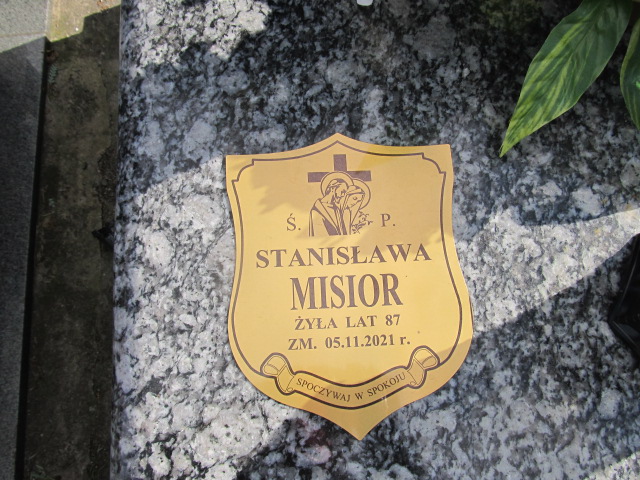 Ś. P.
STANISŁAWA
MISIOR
ŻYŁA LAT 87
ZM. 05.11.2021 r.
SPOCZYWAJ W SPOKOJU